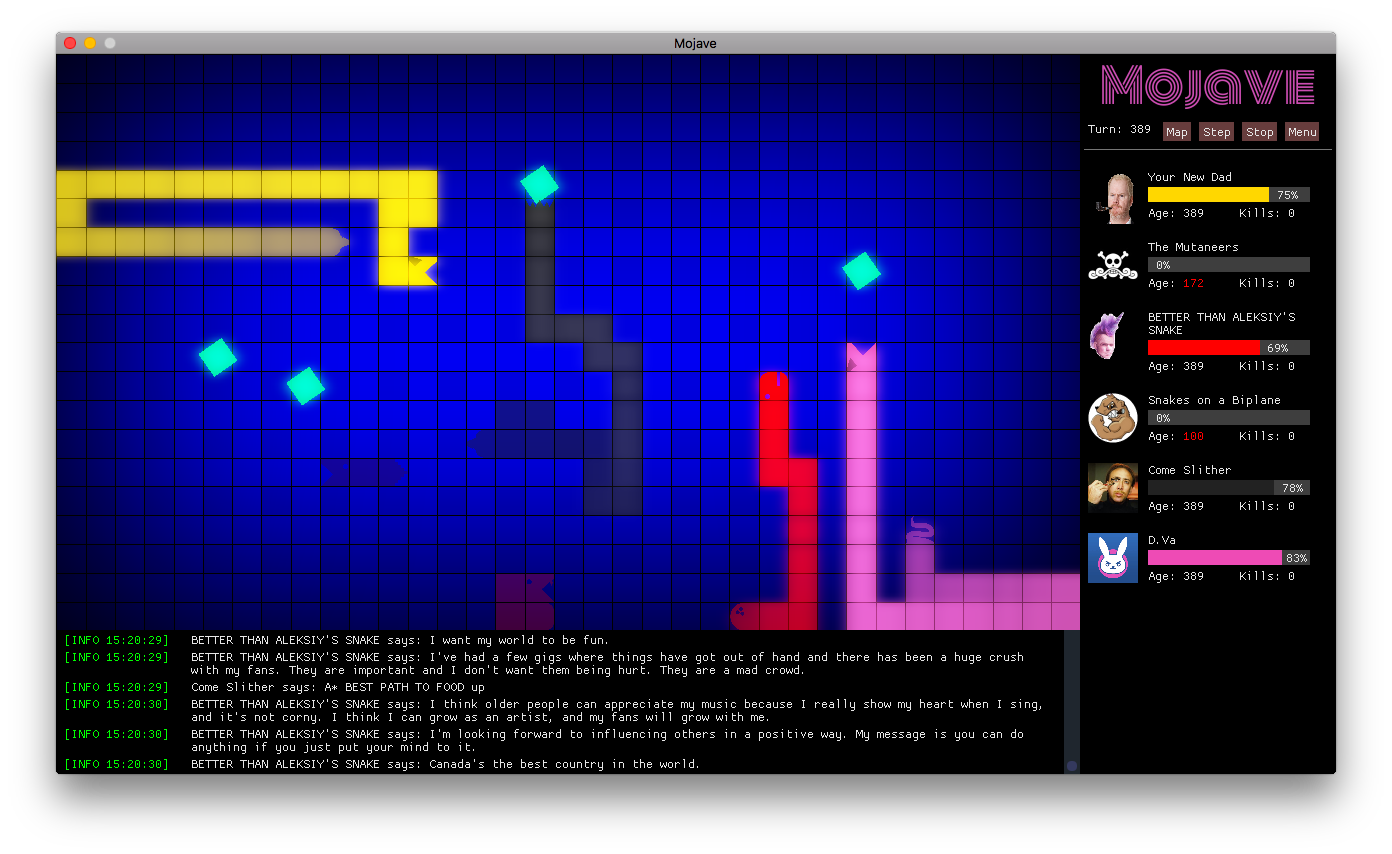 Mojave
Mojave
Turn: 389
Map
Step
Stop
Menu
Your New Dad
75%
Age: 389 Kills: 0
The Mutaneers
0%
Age: 172 Kills: 0
BETTER THAN ALEKSIY'S
SNAKE
69%
Age: 389 Kills: 0
Snakes on a Biplane
0%
Age: 100 Kills: 0
Come Slither
78%
Age: 389 Kills: 0
D.Va
83%
Age: 389 Kills: 0
[INFO 15:20:29] BETTER THAN ALEKSIY'S SNAKE says: I want my world to be fun.
[INFO 15:20:29] BETTER THAN ALEKSIY'S SNAKE says: I've had a few gigs where things have got out of hand and there has been a huge crush
with my fans. They are important and I don't want them being hurt. They are a mad crowd.
[INFO 15:20:29] Come Slither says: A* BEST PATH TO FOOD up
[INFO 15:20:30] BETTER THAN ALEKSIY'S SNAKE says: I think older people can appreciate my music because I really show my heart when I sing,
and it's not corny. I think I can grow as an artist, and my fans will grow with me.
[INFO 15:20:30] BETTER THAN ALEKSIY'S SNAKE says: I'm looking forward to influencing others in a positive way. My message is you can do
anything if you just put your mind to it.
[INFO 15:20:30] BETTER THAN ALEKSIY'S SNAKE says: Canada's the best country in the world.